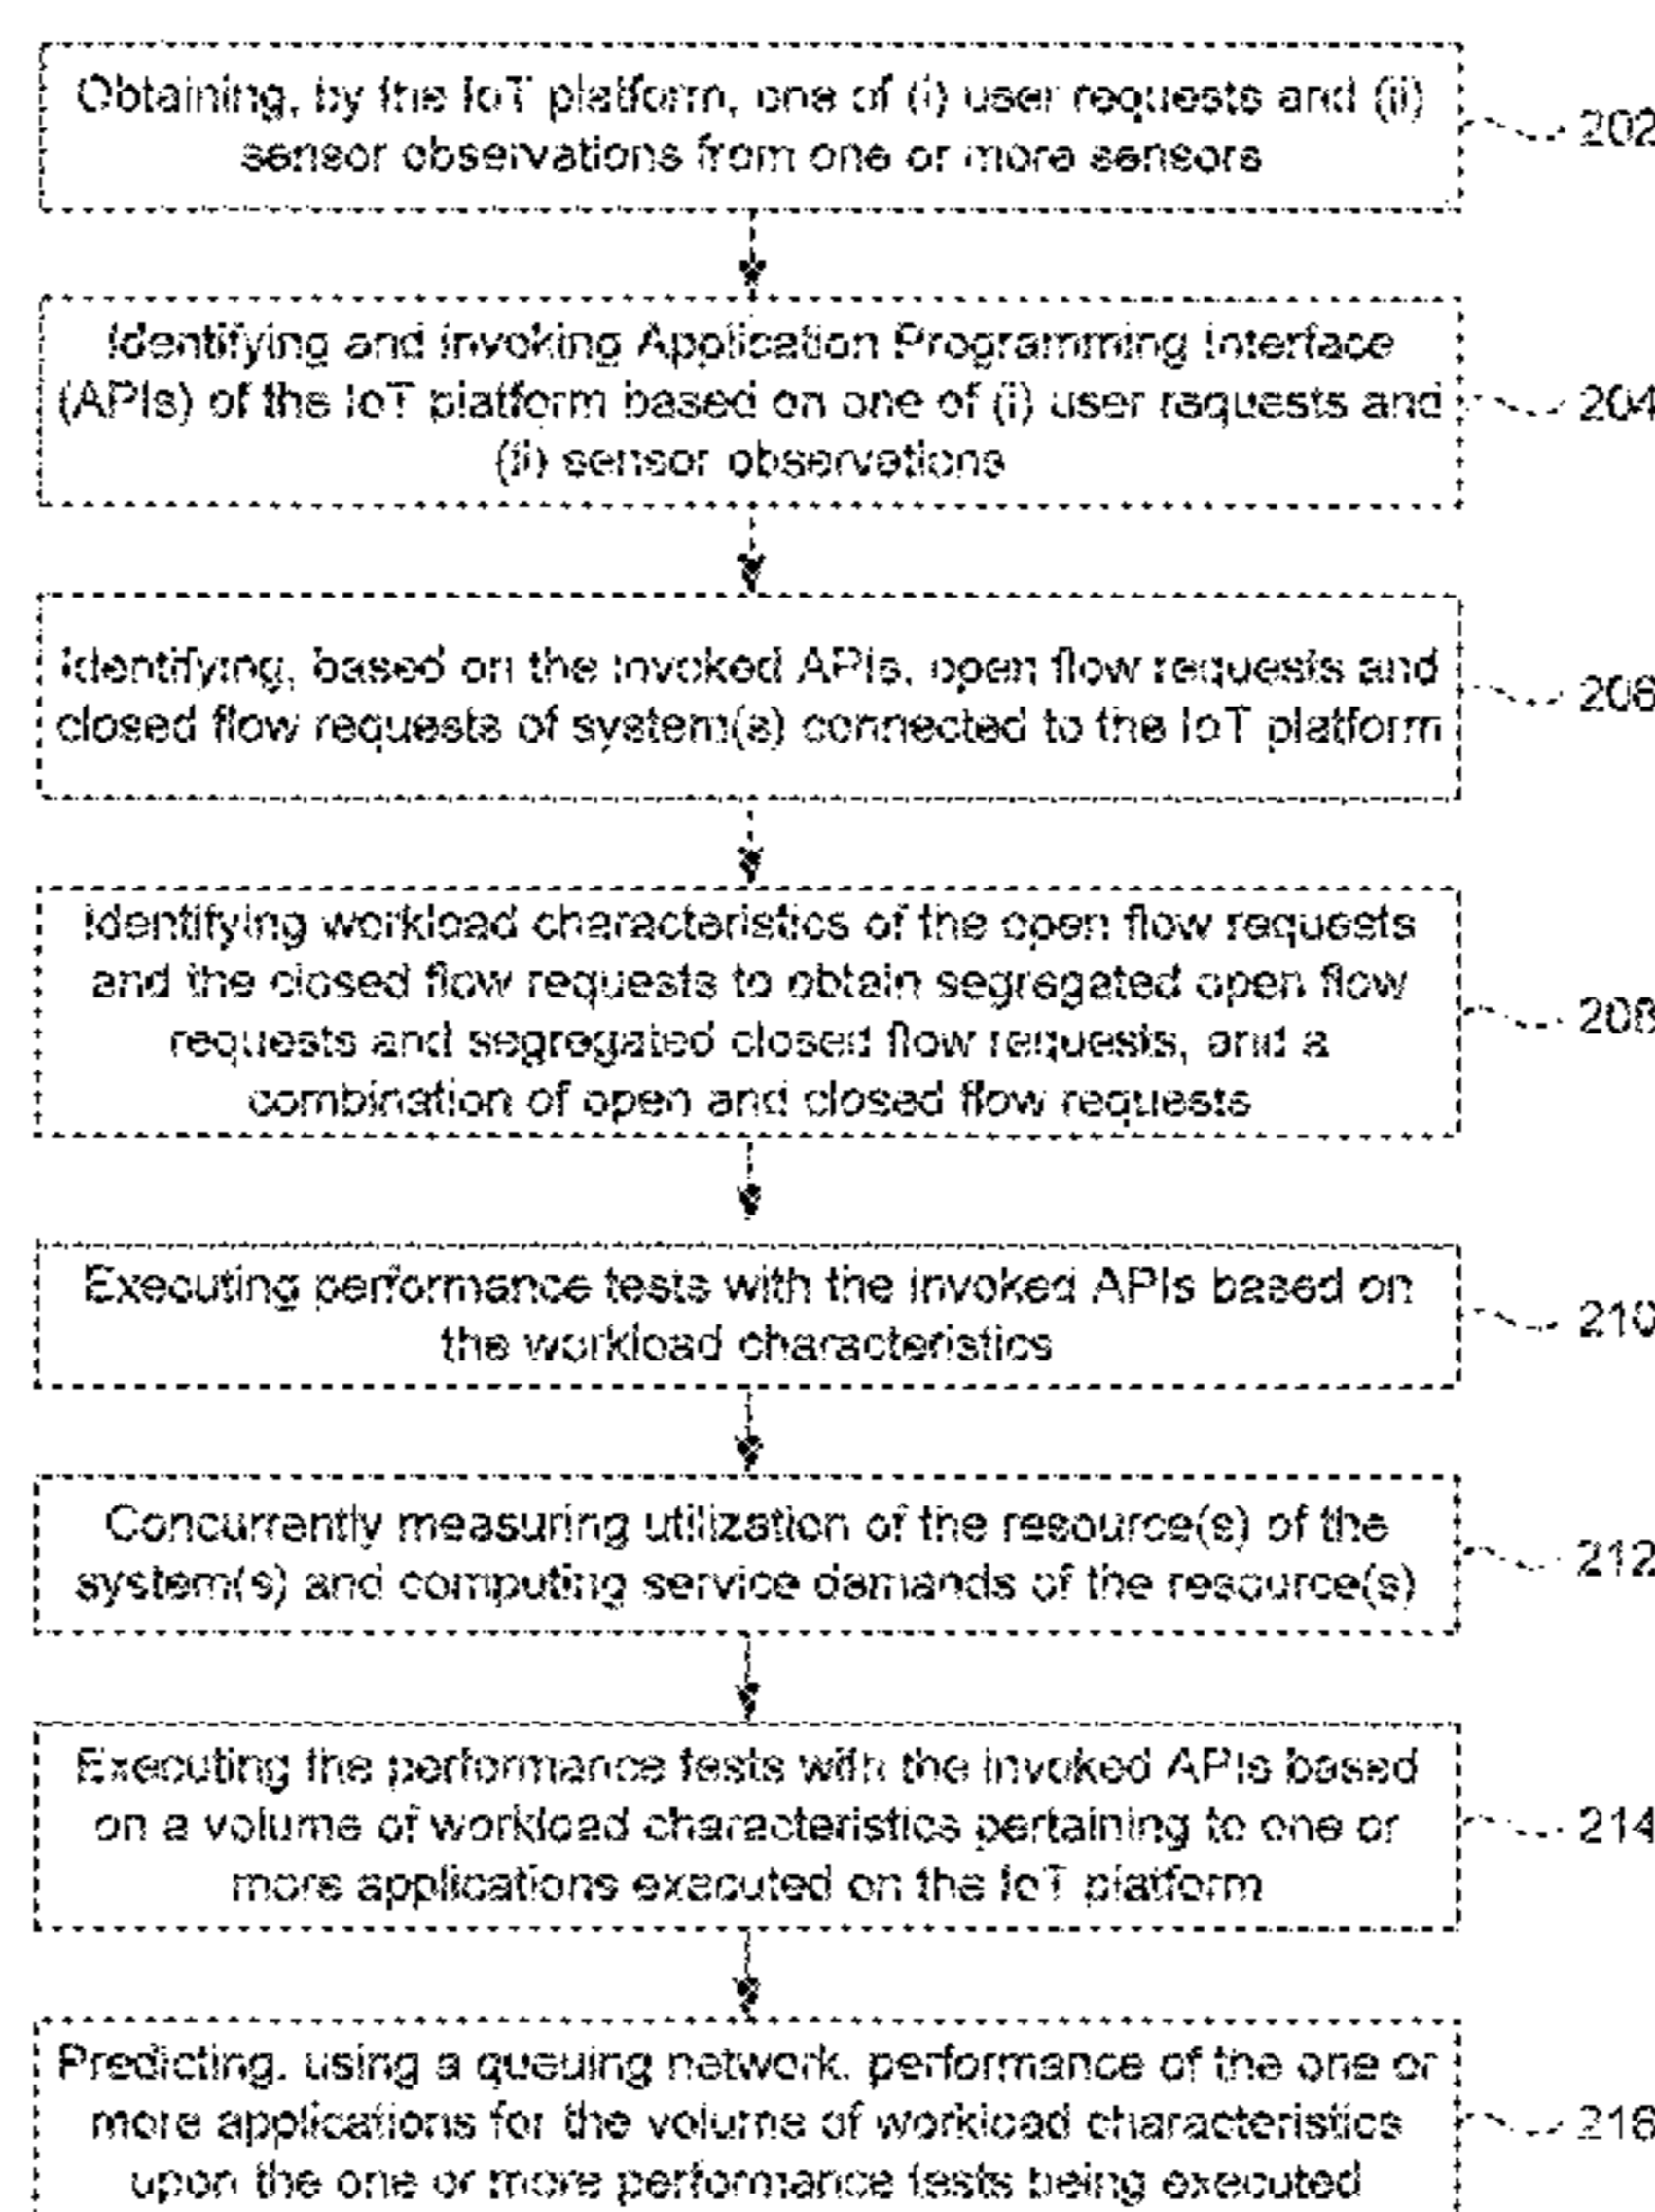 Obtaining, by the IoT platform, one of (i) user requests and (ii)
sensor observations from one or more sensors
202
Identifying and invoking Application Programming Interface
(APIs) of the IoT platform based on one of (i) user requests and
(ii) sensor observations
204
Identifying, based on the invoked APIs, open flow requests and
closed flow requests of system(s) connected to the IoT platform
206
Identifying workload characteristics of the open flow requests
and the closed flow requests to obtain segregated open flow
requests and segregated closed flow requests, and a
combination of open and closed flow requests
208
Executing performance tests with the invoked APIs based on
the workload characteristics
210
Concurrently measuring utilization of the resource(s) of the
system(s) and computing service demands of the resource(s)
212
Executing the performance tests with the invoked APIs based
on a volume of workload characteristics pertaining to one or
more applications executed on the IoT platform
214
Predicting, using a queuing network, performance of the one or
more applications for the volume of workload characteristics
upon the one or more performance tests being executed
216